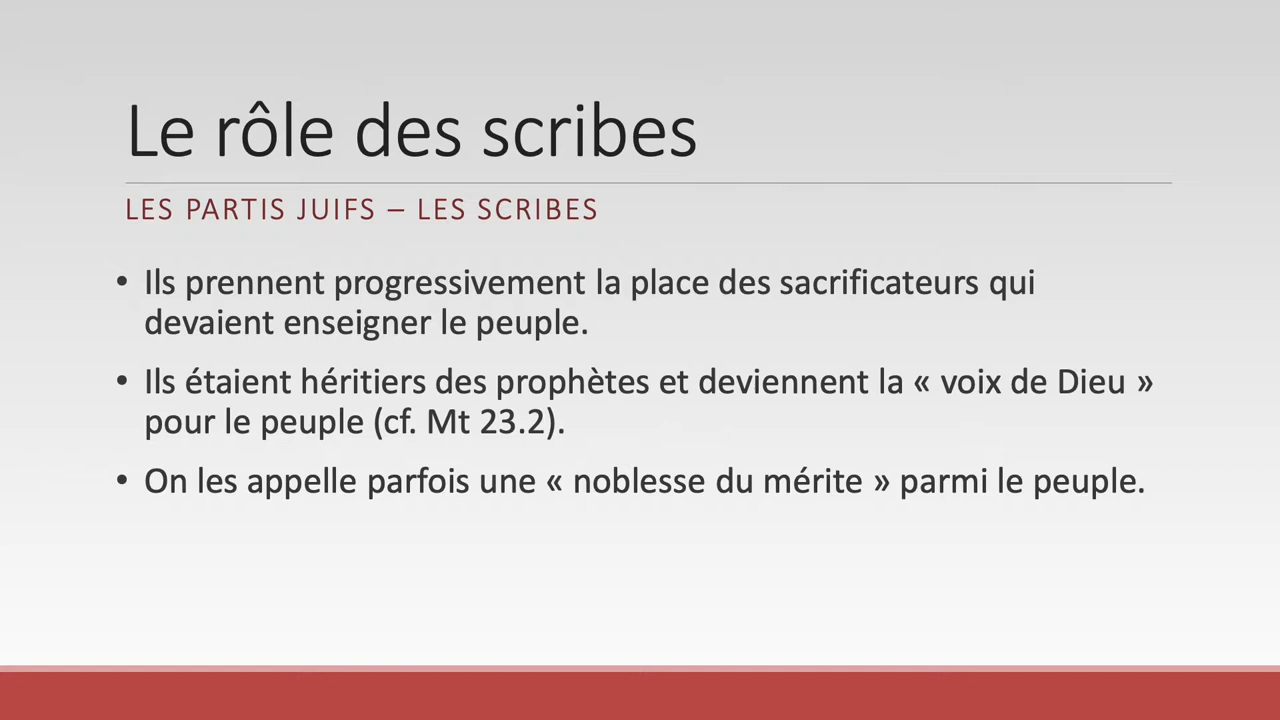 Le rôle des scribes
LES PARTIS JUIFS – LES SCRIBES
• Ils prennent progressivement la place des sacrificateurs qui
devaient enseigner le peuple.
• Ils étaient héritiers des prophètes et deviennent la « voix de Dieu »
pour le peuple (cf. Mt 23.2).
• On les appelle parfois une « noblesse du mérite » parmi le peuple.